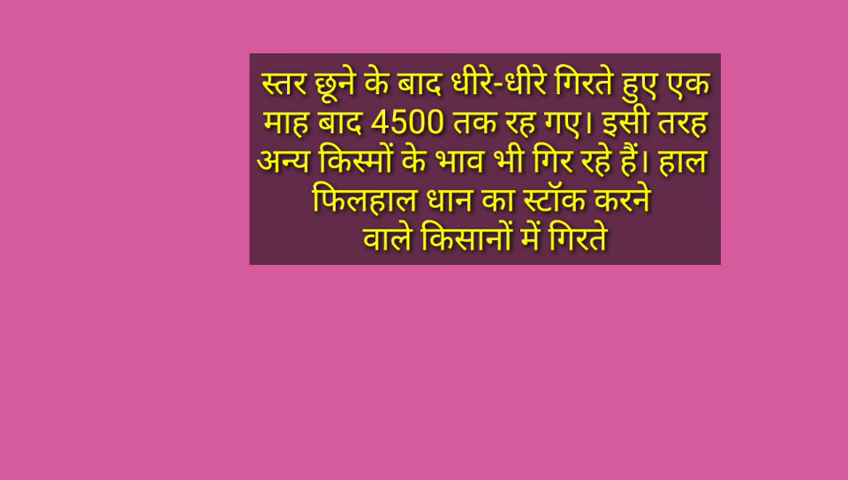 स्तर छूने के बाद धीरे-धीरे गिरते हुए एक
माह बाद 4500 तक रह गए। इसी तरह
अन्य किस्मों के भाव भी गिर रहे हैं। हाल
फिलहाल धान का स्टॉक करने
वाले किसानों में गिरते